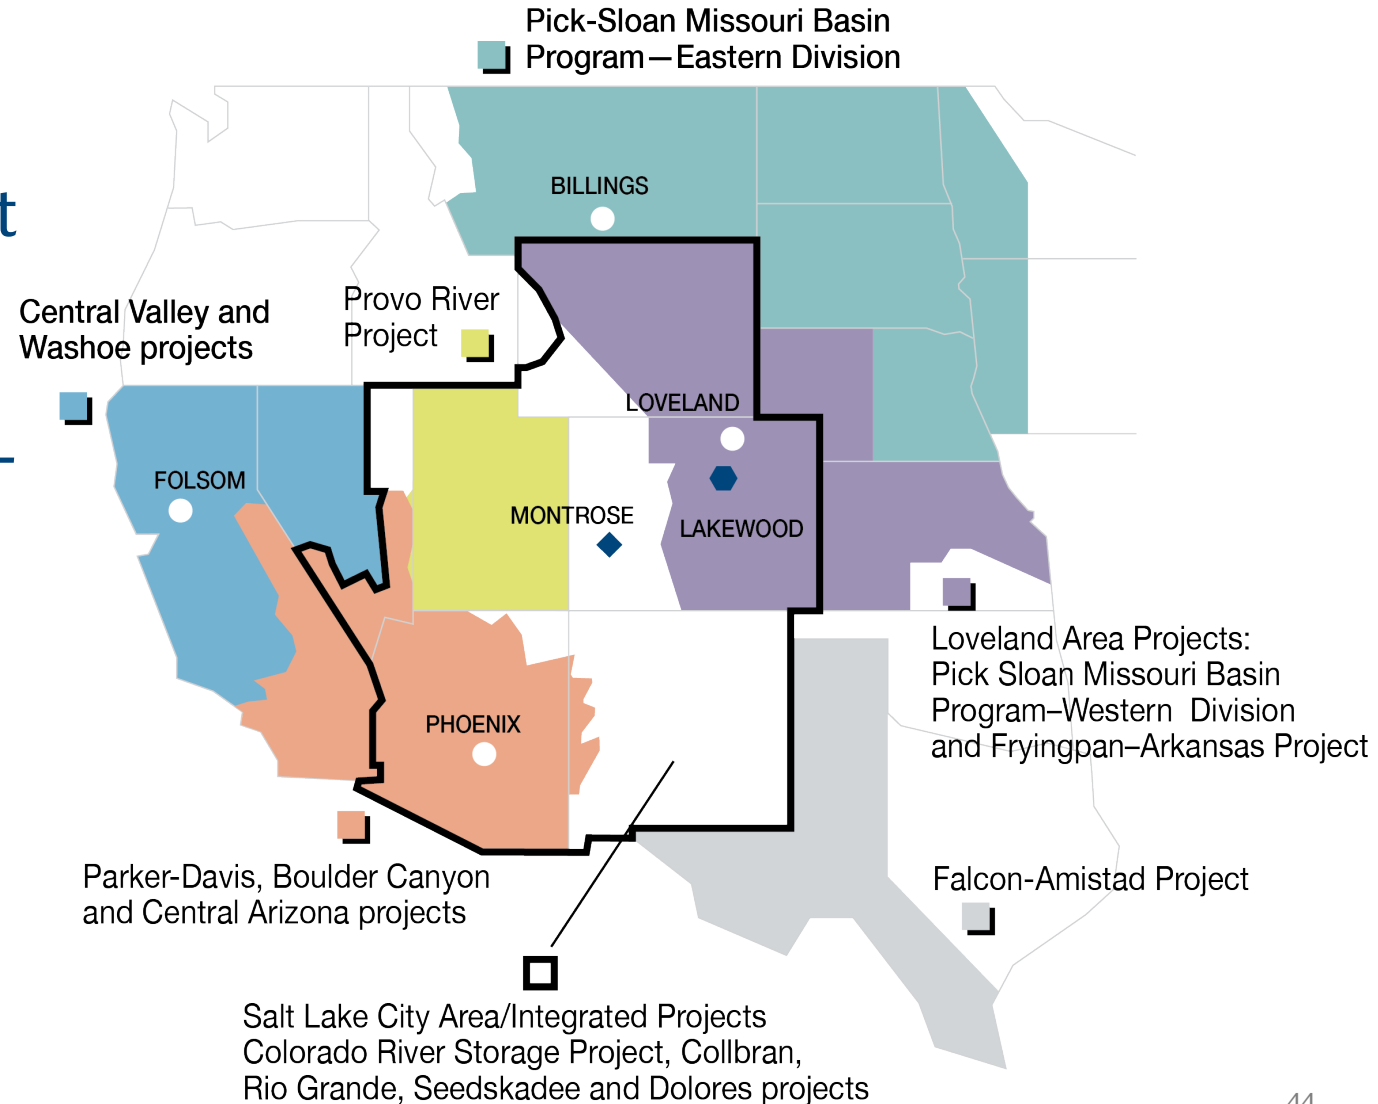 Pick-Sloan Missouri Basin
Program—Eastern Division
t
BILLINGS
Central Valley and
Washoe projects
Provo River
Project
LOVELAND
FOLSOM
MONTROSE
LAKEWOOD
Loveland Area Projects:
Pick Sloan Missouri Basin
Program–Western Division
and Fryingpan–Arkansas Project
PHOENIX
Parker-Davis, Boulder Canyon
and Central Arizona projects
Falcon-Amistad Project
Salt Lake City Area/Integrated Projects
Colorado River Storage Project, Collbran,
Rio Grande, Seedskadee and Dolores projects
44